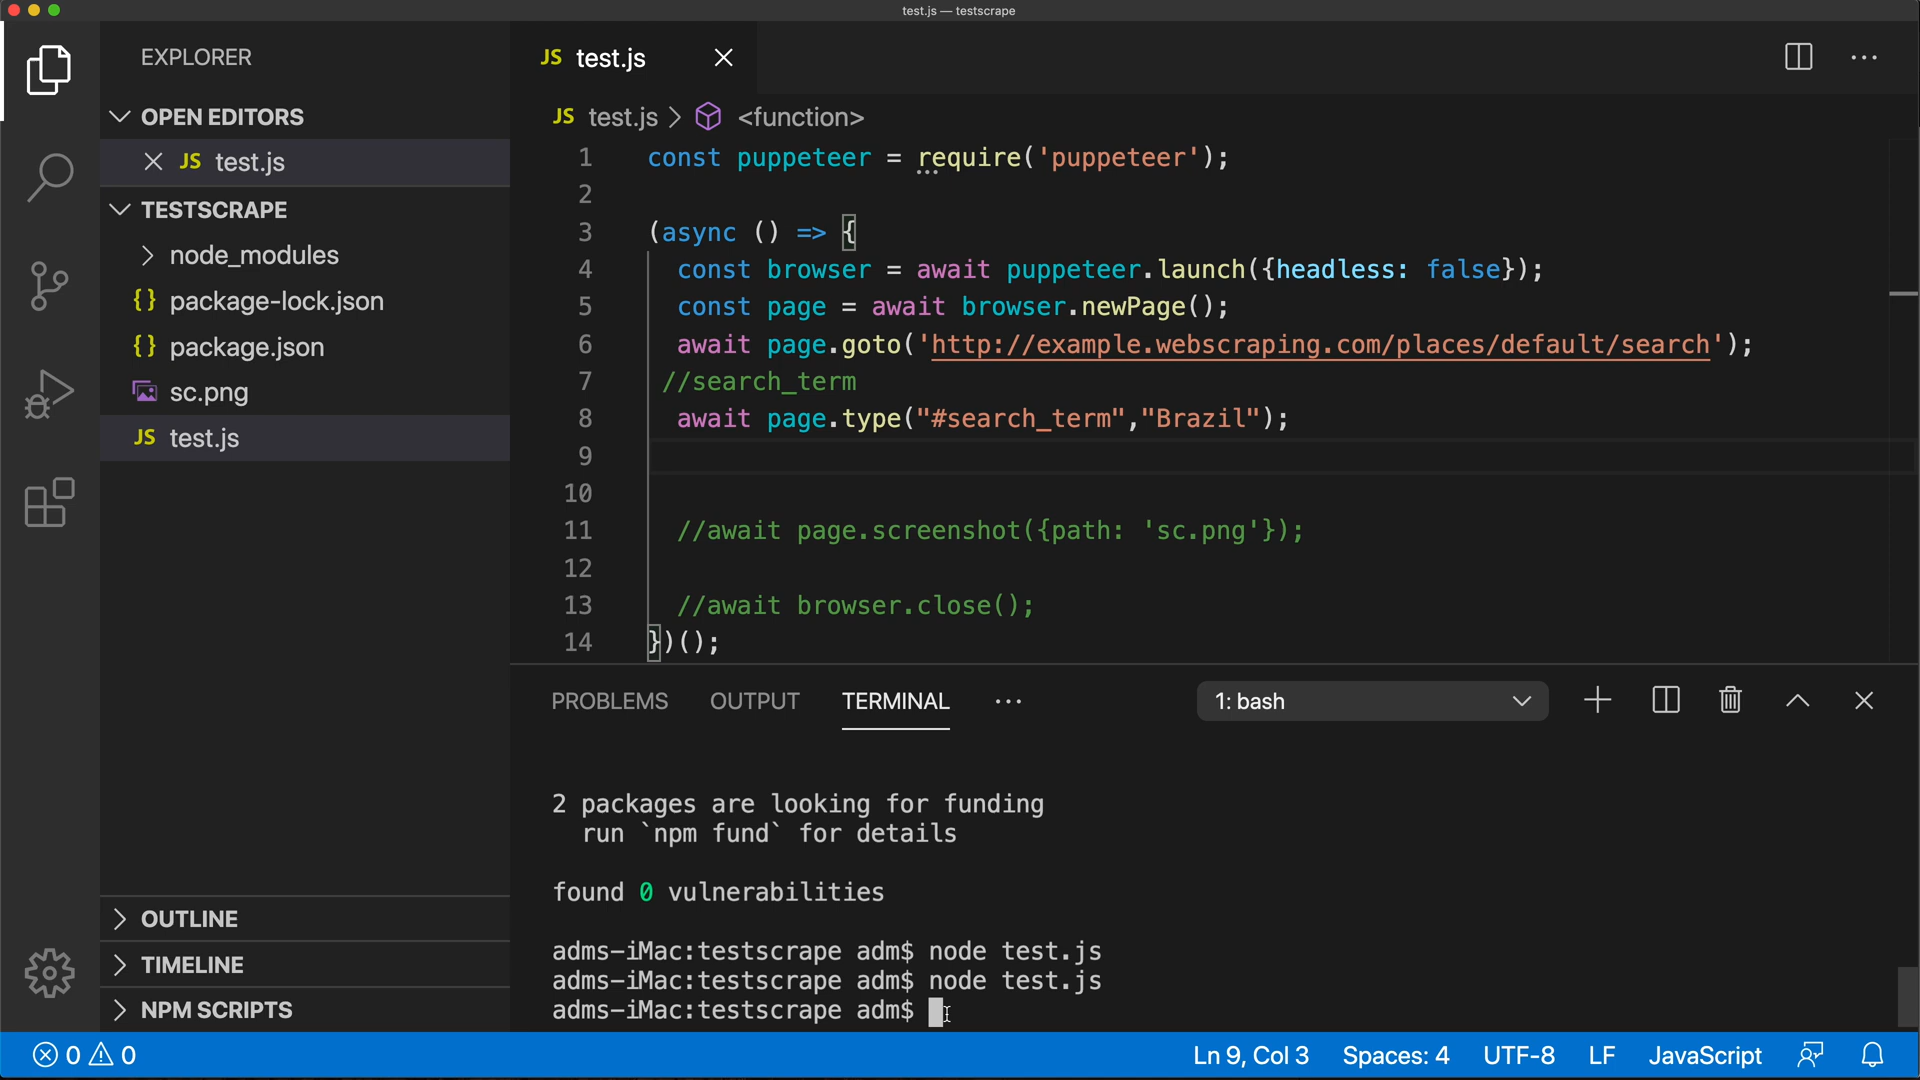 test.js — testscrape
EXPLORER
OPEN EDITORS
JS test.js
TESTSCRAPE
node_modules
{} package-lock.json
{} package.json
sc.png
JS test.js
OUTLINE
TIMELINE
NPM SCRIPTS
JS test.js
JS test.js > <function>
1 const puppeteer = require('puppeteer');
2
3 (async () => {
4 const browser = await puppeteer.launch({headless: false});
5 const page = await browser.newPage();
6 await page.goto('http://example.webscraping.com/places/default/search');
7 //search_term
8 await page.type("#search_term","Brazil");
9
10
11 //await page.screenshot({path: 'sc.png'});
12
13 //await browser.close();
14 })();
PROBLEMS OUTPUT TERMINAL ··· 1: bash
2 packages are looking for funding
run `npm fund` for details
found 0 vulnerabilities
adms-iMac:testscrape adm$ node test.js
adms-iMac:testscrape adm$ node test.js
adms-iMac:testscrape adm$
0 0 Ln 9, Col 3 Spaces: 4 UTF-8 LF JavaScript